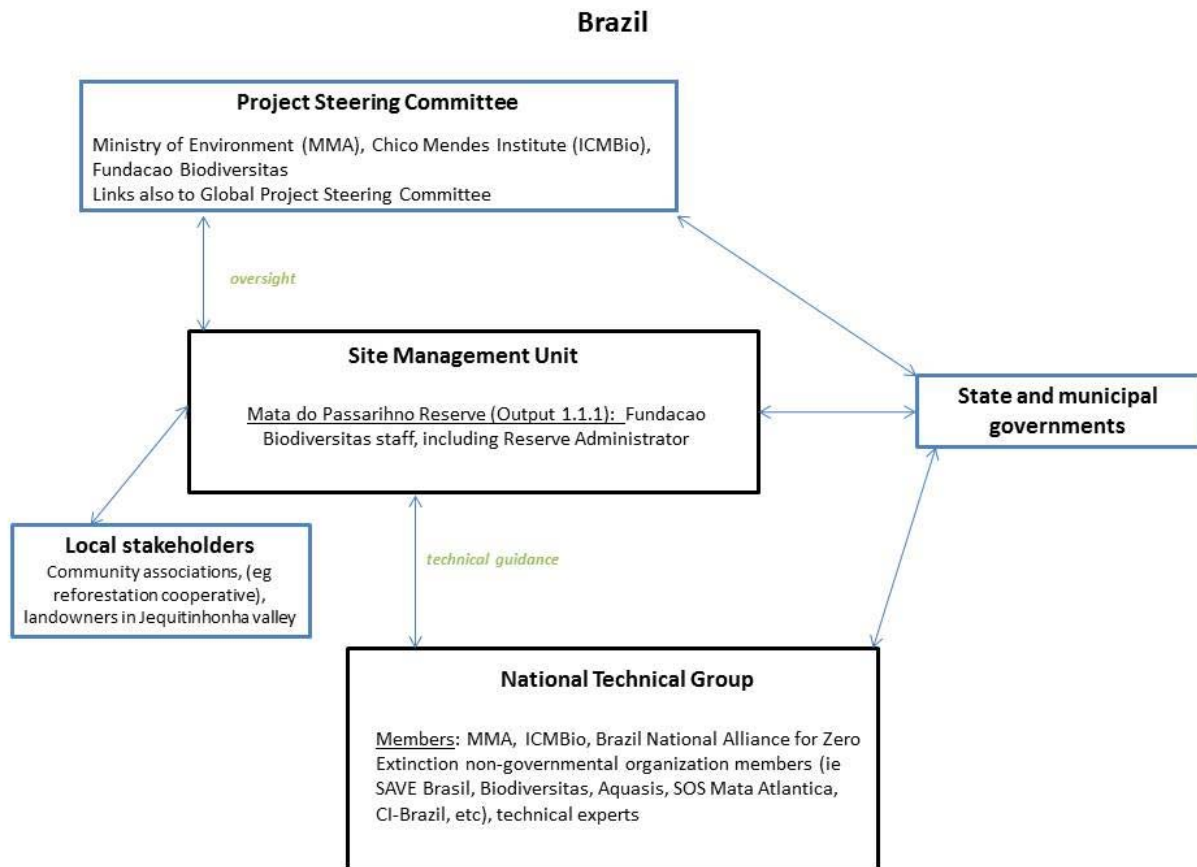 Brazil
Project Steering Committee
Ministry of Environment (MMA), Chico Mendes Institute (ICMBio),
Fundacao Biodiversitas
Links also to Global Project Steering Committee
oversight
Site Management Unit
Mata do Passarihno Reserve (Output 1.1.1): Fundacao
Biodiversitas staff, including Reserve Administrator
State and municipal
governments
Local stakeholders
Community associations, (eg
reforestation cooperative),
landowners in Jequitinhonha valley
technical guidance
National Technical Group
Members: MMA, ICMBio, Brazil National Alliance for Zero
Extinction non-governmental organization members (ie
SAVE Brasil, Biodiversitas, Aquasis, SOS Mata Atlantica,
CI-Brazil, etc), technical experts